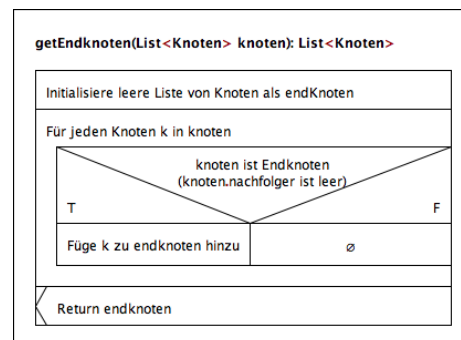 getEndknoten(List<Knoten> knoten): List<Knoten>
Initialisiere leere Liste von Knoten als endKnoten
Für jeden Knoten k in knoten
knoten ist Endknoten
(knoten.nachfolger ist leer)
T
F
Füge k zu endknoten hinzu
∅
Return endknoten